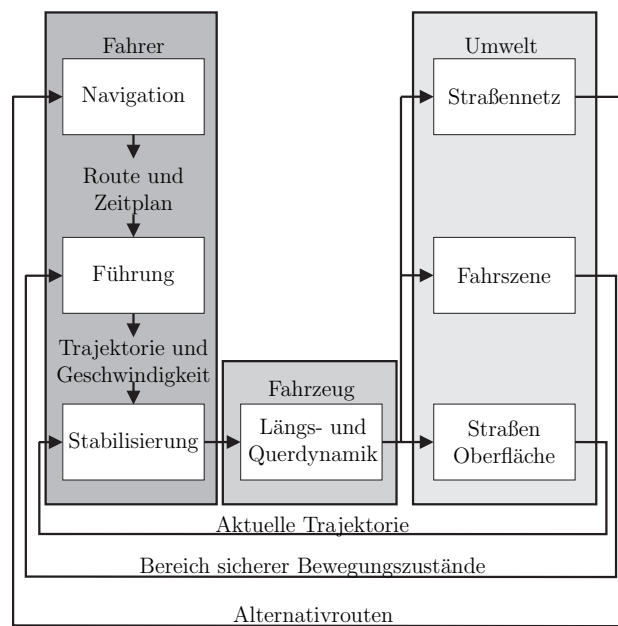 Fahrer
Navigation
Route und
Zeitplan
Führung
Trajektorie und
Geschwindigkeit
Stabilisierung
Fahrzeug
Längs- und
Querdynamik
Umwelt
Straßennetz
Fahrszene
Straßen
Oberfläche
Aktuelle Trajektorie
Bereich sicherer Bewegungszustände
Alternativrouten